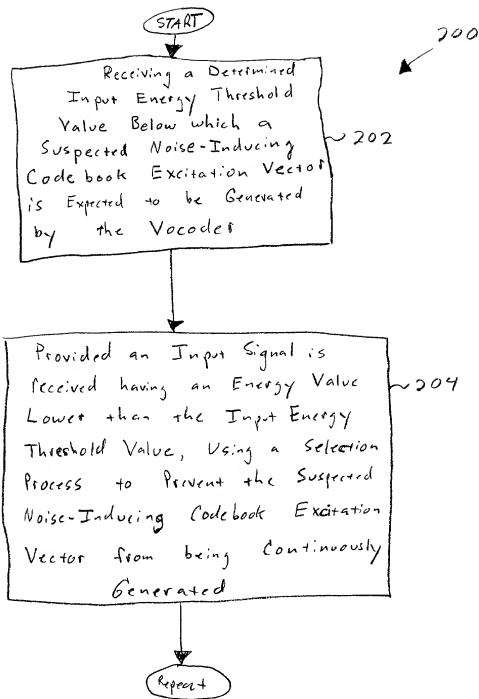 START
200
Receiving a Determined
Input Energy Threshold
Value Below which a
Suspected Noise-Inducing
Codebook Excitation Vector
is Expected to be Generated
by the Vocoder
202
Provided an Input Signal is
received having an Energy Value
Lower than the Input Energy
Threshold Value, Using a Selection
Process to Prevent the Suspected
Noise-Inducing Codebook Excitation
Vector from being Continuously
Generated
204
Repeat